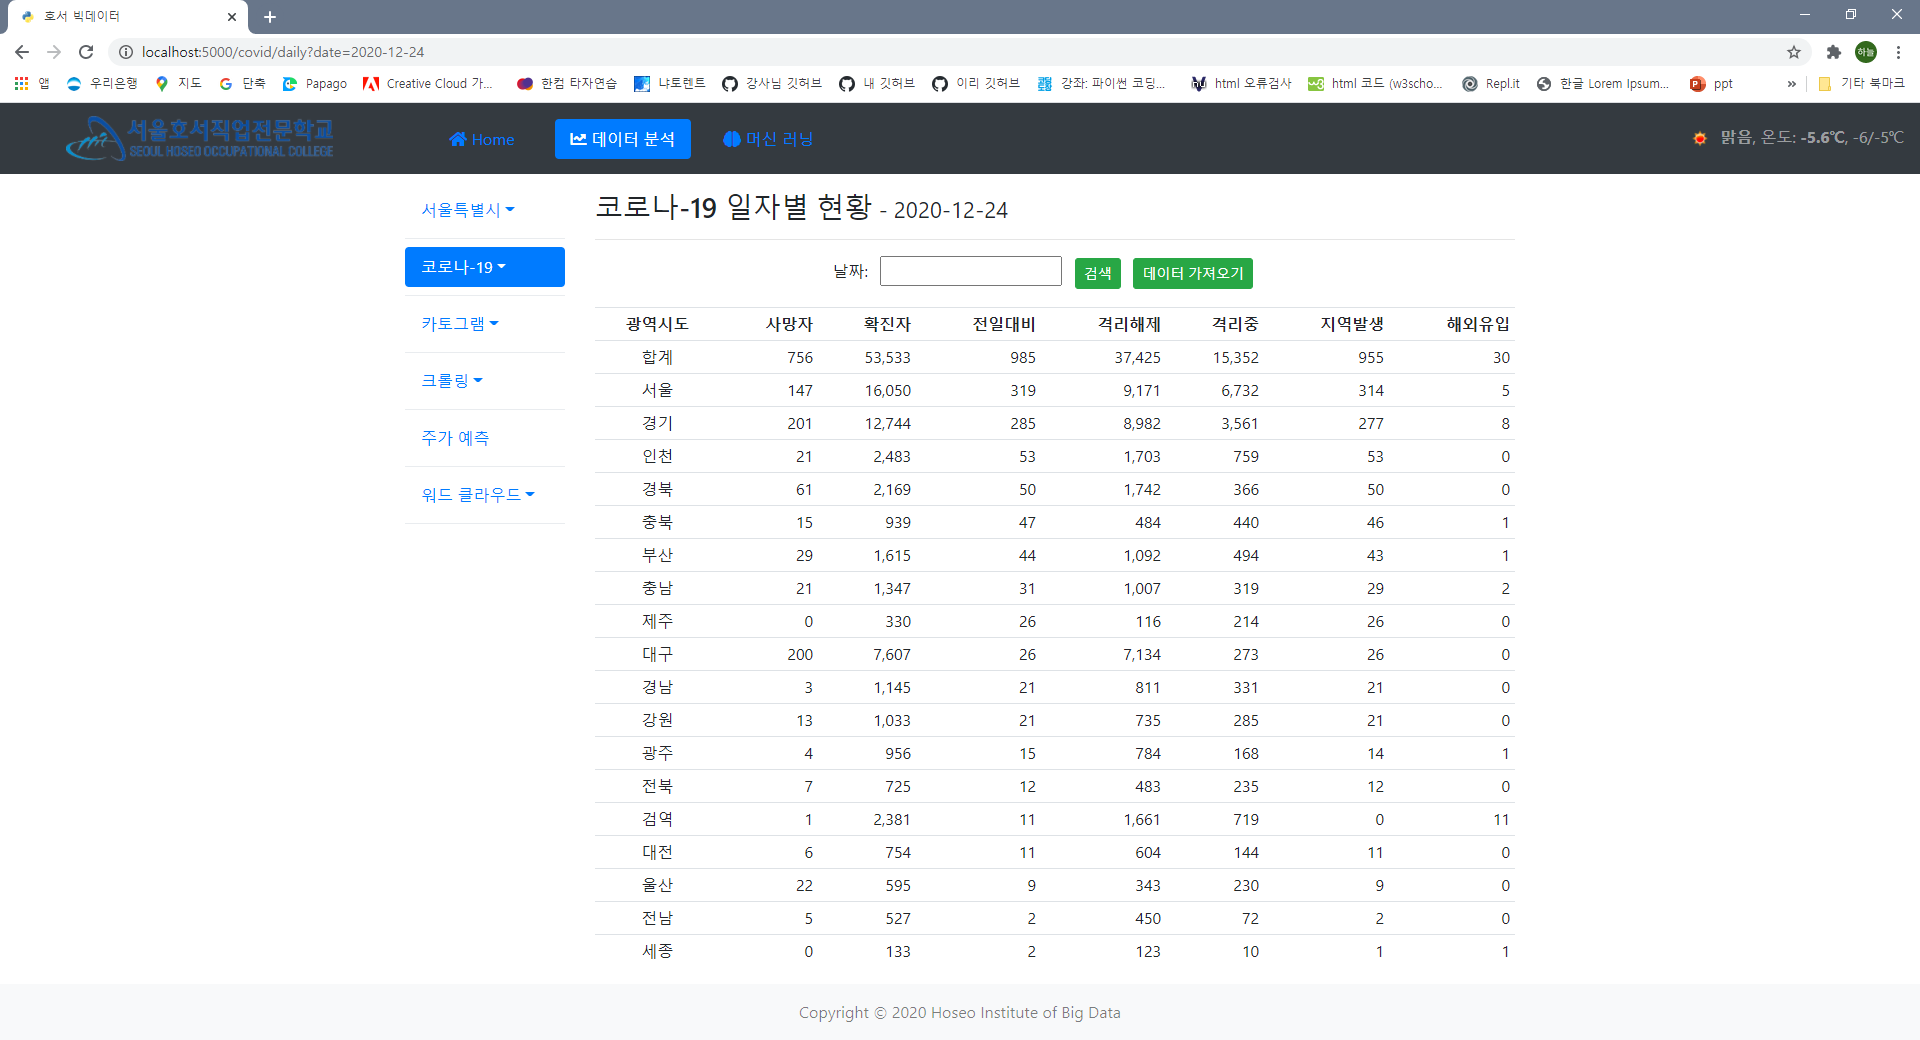 호서 빅데이터
localhost:5000/covid/daily?date=2020-12-24
하늘
앱 우리은행 지도 단축 Papago Creative Cloud 가... 한컴 타자연습 나토렌트 강사님 깃허브 내 깃허브 이리 깃허브 강좌: 파이썬 코딩... html 오류검사 html 코드 (w3scho... Repl.it 한글 Lorem Ipsum... ppt » 기타 북마크
서울호서직업전문학교
SEOUL HOSEO OCCUPATIONAL COLLEGE
Home 데이터 분석 머신 러닝 맑음, 온도: -5.6℃, -6/-5℃
서울특별시
코로나-19
카토그램
크롤링
주가 예측
워드 클라우드
코로나-19 일자별 현황 - 2020-12-24
날짜: 검색 데이터 가져오기
광역시도 사망자 확진자 전일대비 격리해제 격리중 지역발생 해외유입
합계 756 53,533 985 37,425 15,352 955 30
서울 147 16,050 319 9,171 6,732 314 5
경기 201 12,744 285 8,982 3,561 277 8
인천 21 2,483 53 1,703 759 53 0
경북 61 2,169 50 1,742 366 50 0
충북 15 939 47 484 440 46 1
부산 29 1,615 44 1,092 494 43 1
충남 21 1,347 31 1,007 319 29 2
제주 0 330 26 116 214 26 0
대구 200 7,607 26 7,134 273 26 0
경남 3 1,145 21 811 331 21 0
강원 13 1,033 21 735 285 21 0
광주 4 956 15 784 168 14 1
전북 7 725 12 483 235 12 0
검역 1 2,381 11 1,661 719 0 11
대전 6 754 11 604 144 11 0
울산 22 595 9 343 230 9 0
전남 5 527 2 450 72 2 0
세종 0 133 2 123 10 1 1
Copyright © 2020 Hoseo Institute of Big Data